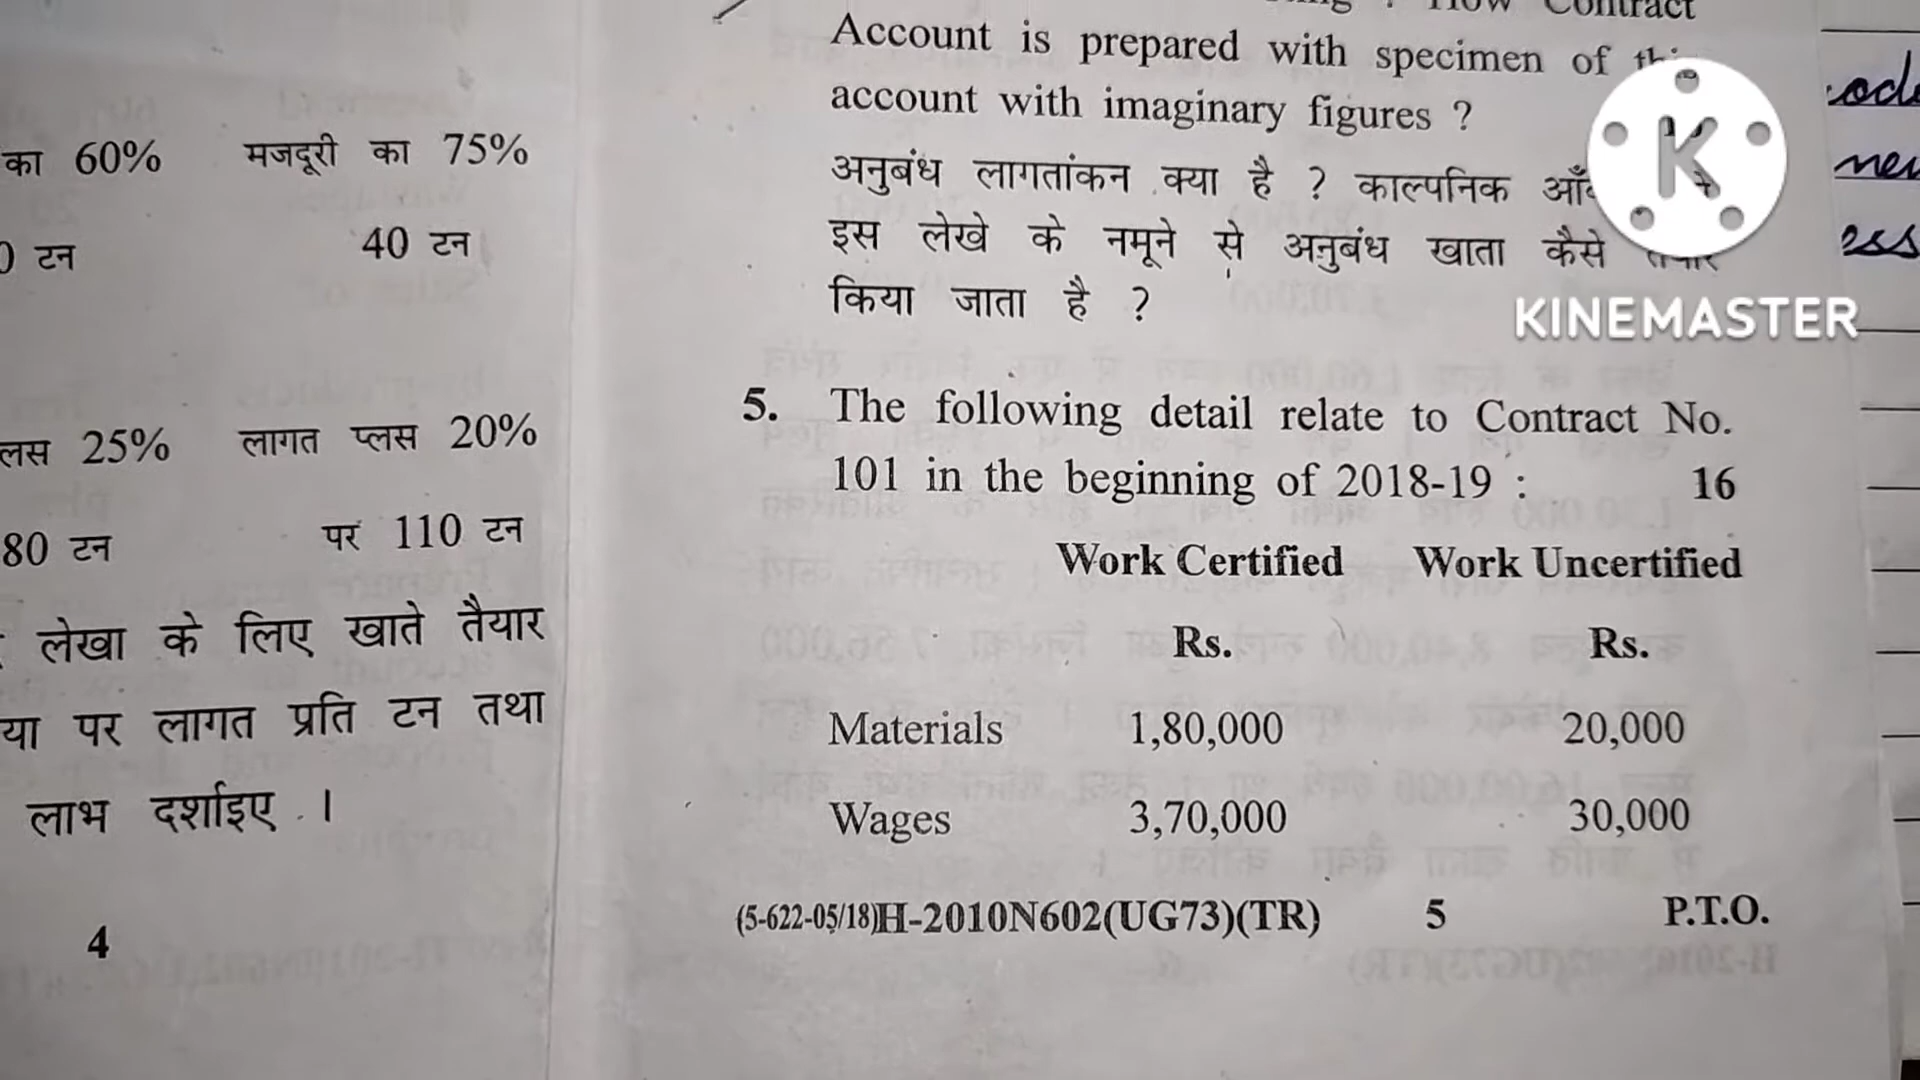 का 60% मजदूरी का 75%
टन 40 टन
25% लागत प्लस 20%
80 टन पर 110 टन
लेखा के लिए खाते तैयार
या पर लागत प्रति टन तथा
लाभ दर्शाइए ।
4
Contract
Account is prepared with specimen of
account with imaginary figures ?
अनुबंध लागतांकन क्या है ? काल्पनिक
इस लेखे के नमूने से अनुबंध खाता कैसे
किया जाता है ?
5. The following detail relate to Contract No.
101 in the beginning of 2018-19 : 16
Work Certified Work Uncertified
Rs. Rs.
Materials 1,80,000 20,000
Wages 3,70,000 30,000
(5-622-05/18)H-2010N602(UG73)(TR) 5 P.T.O.
K
KINEMASTER